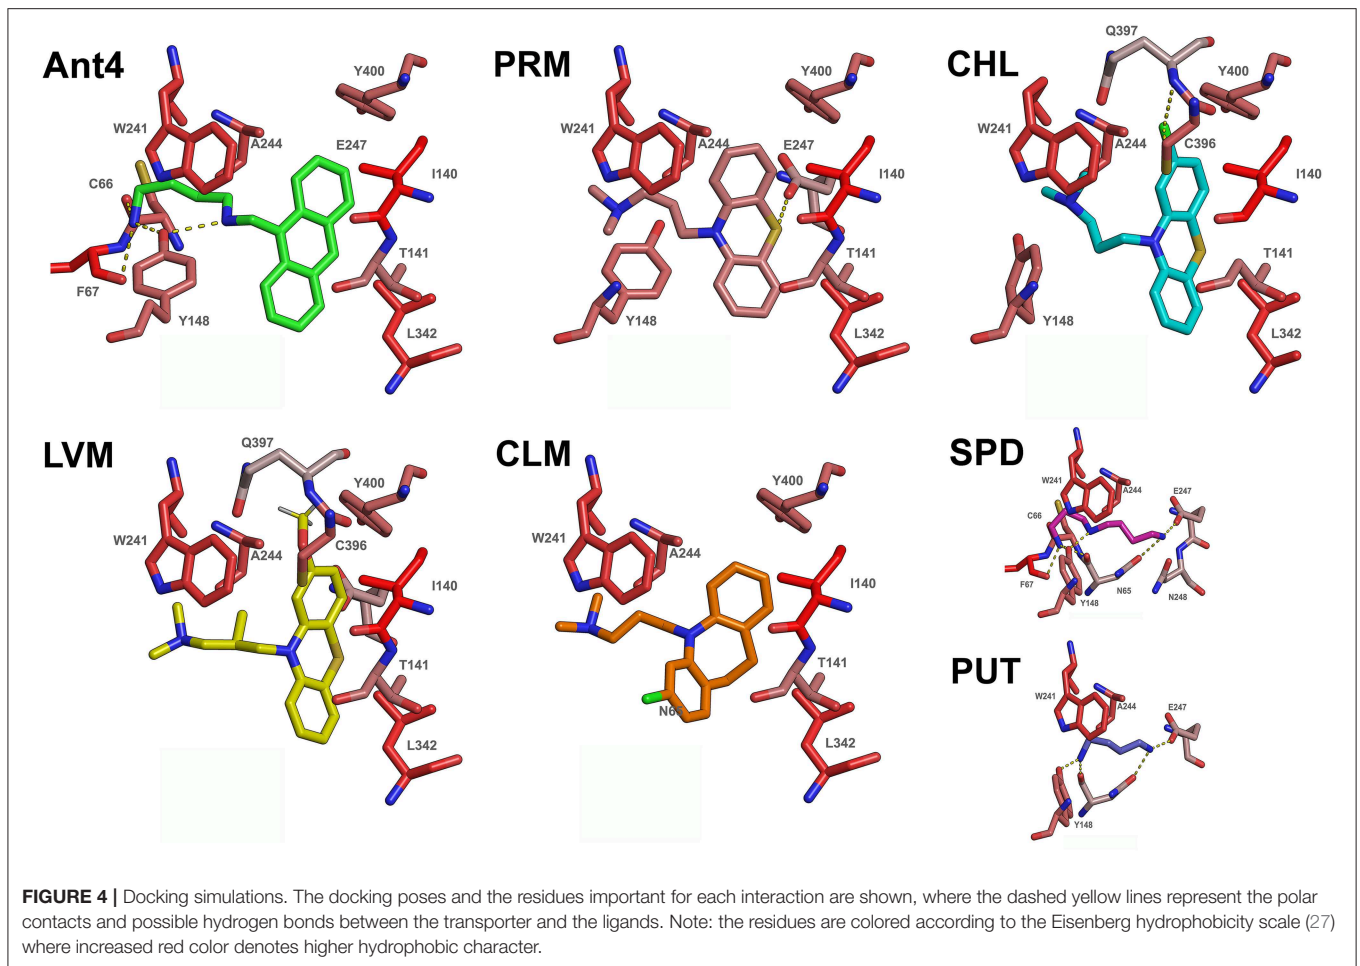 Ant4
W241
A244
Y400
E247
I140
C66
F67
Y148
T141
L342
PRM
W241
A244
Y400
E247
I140
Y148
T141
L342
CHL
Q397
Y400
W241
A244
C396
I140
Y148
T141
L342
LVM
Q397
Y400
W241
A244
C396
I140
T141
L342
CLM
Y400
W241
A244
I140
T141
N65
L342
SPD
W241
A244
E247
C66
F67
Y148
N65
N248
PUT
W241
A244
E247
Y148
FIGURE 4 | Docking simulations. The docking poses and the residues important for each interaction are shown, where the dashed yellow lines represent the polar
contacts and possible hydrogen bonds between the transporter and the ligands. Note: the residues are colored according to the Eisenberg hydrophobicity scale (27)
where increased red color denotes higher hydrophobic character.